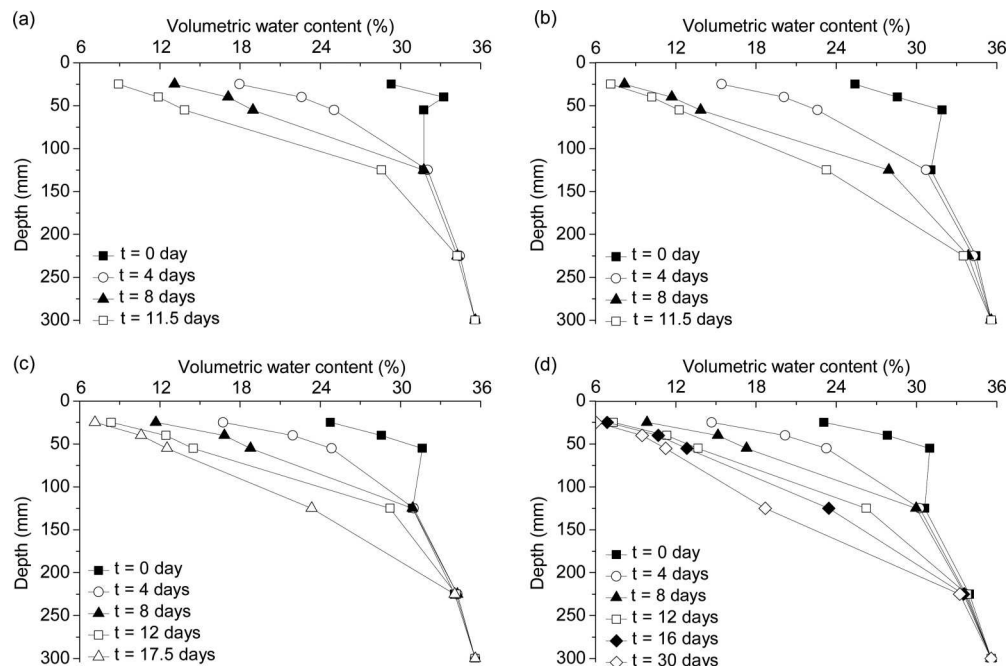 (a)
Volumetric water content (%)
6 12 18 24 30 36
0
50
100
150
200
250
300
Depth (mm)
t = 0 day
t = 4 days
t = 8 days
t = 11.5 days
(b)
Volumetric water content (%)
6 12 18 24 30 36
0
50
100
150
200
250
300
Depth (mm)
t = 0 day
t = 4 days
t = 8 days
t = 11.5 days
(c)
Volumetric water content (%)
6 12 18 24 30 36
0
50
100
150
200
250
300
Depth (mm)
t = 0 day
t = 4 days
t = 8 days
t = 12 days
t = 17.5 days
(d)
Volumetric water content (%)
6 12 18 24 30 36
0
50
100
150
200
250
300
Depth (mm)
t = 0 day
t = 4 days
t = 8 days
t = 12 days
t = 16 days
t = 30 days